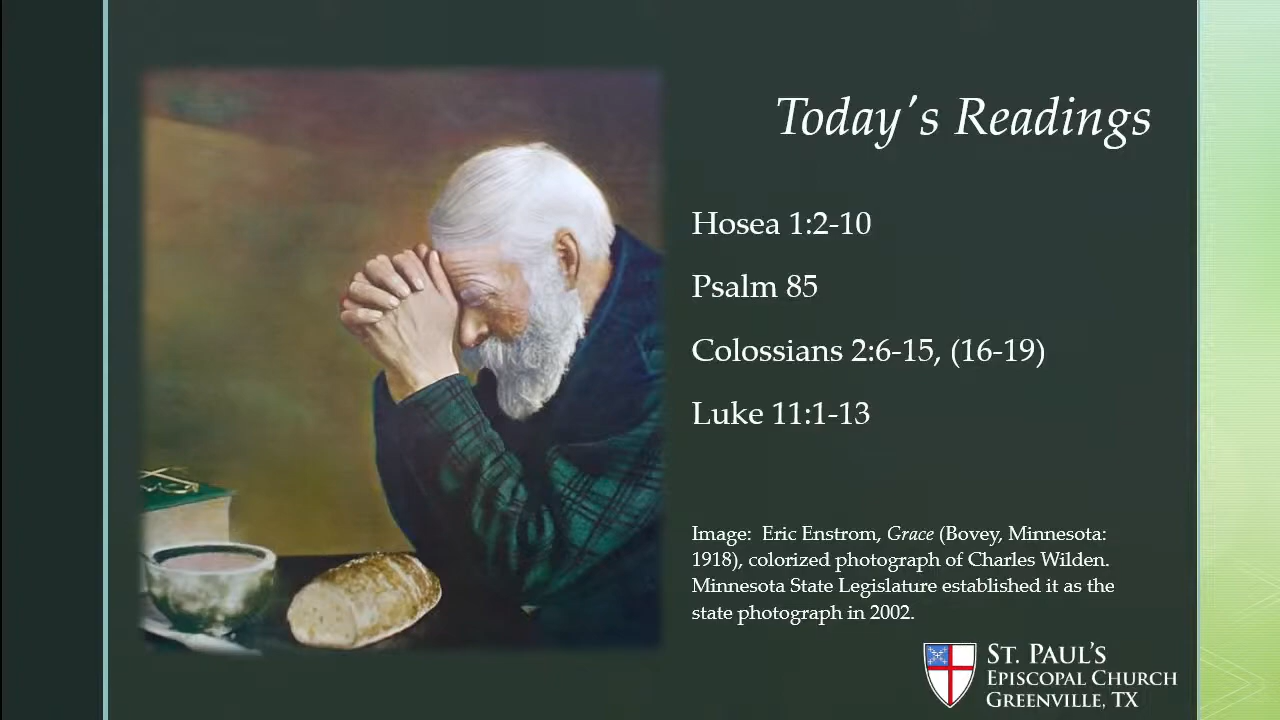 Today's Readings
Hosea 1:2-10
Psalm 85
Colossians 2:6-15, (16-19)
Luke 11:1-13
Image:  Eric Enstrom, Grace (Bovey, Minnesota:
1918), colorized photograph of Charles Wilden.
Minnesota State Legislature established it as the
state photograph in 2002.
ST. PAUL'S
EPISCOPAL CHURCH
GREENVILLE, TX